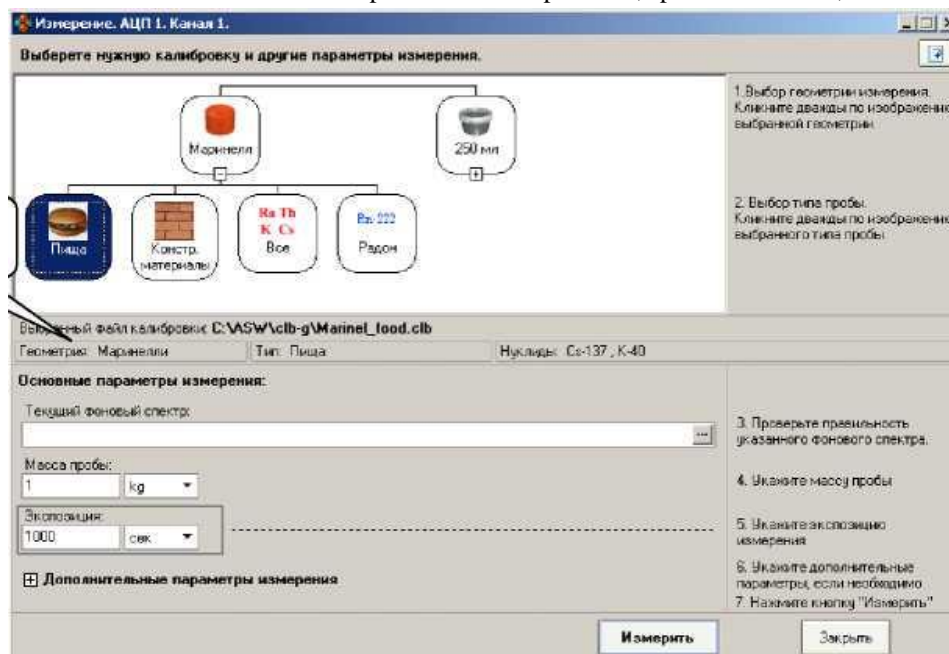 Измерение. АЦП 1. Канал 1.
Выберете нужную калибровку и другие параметры измерения.
Маринелл
250 мл
Пища
Констр.
материалы
Ra Th
K Cs
Все
Rn-222
Радон
1.Выбор геометрии измерения.
Кликните дважды по изображению
выбранной геометрии
2. Выбор типа пробы.
Кликните дважды по изображению
выбранного типа пробы
Выбранный файл калибровки: C:\ASW\clb-g\Marinel_food.clb
Геометрия: Маринелли Тип: Пища Нуклиды: Cs-137 , K-40
Основные параметры измерения:
Текущий фоновый спектр:
...
3. Проверьте правильность
указанного фонового спектра.
Масса пробы:
1 kg
4. Укажите массу пробы
Экспозиция:
1000 сек
5. Укажите экспозицию
измерения
Дополнительные параметры измерения
6. Укажите дополнительные
параметры, если необходимо
7. Нажмите кнопку "Измерить"
Измерить
Закрыть